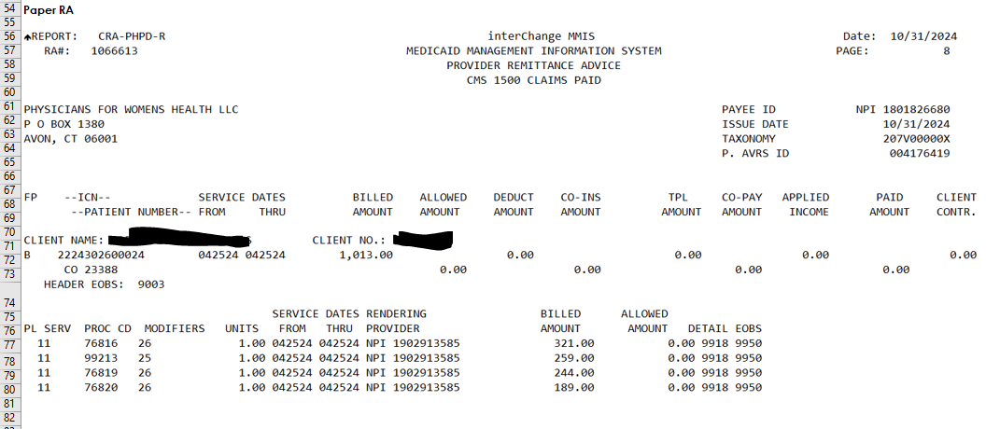 54 Paper RA
55
56 ↑REPORT: CRA-PHPD-R interChange MMIS Date: 10/31/2024
57 RA#: 1066613 MEDICAID MANAGEMENT INFORMATION SYSTEM PAGE: 8
58 PROVIDER REMITTANCE ADVICE
59 CMS 1500 CLAIMS PAID
60
61 PHYSICIANS FOR WOMENS HEALTH LLC PAYEE ID NPI 1801826680
62 P O BOX 1380 ISSUE DATE 10/31/2024
63 AVON, CT 06001 TAXONOMY 207V00000X
64 P. AVRS ID 004176419
65
66
67 FP --ICN-- SERVICE DATES BILLED ALLOWED DEDUCT CO-INS TPL CO-PAY APPLIED PAID CLIENT
68 --PATIENT NUMBER-- FROM THRU AMOUNT AMOUNT AMOUNT AMOUNT AMOUNT AMOUNT INCOME AMOUNT CONTR.
69
70
71 CLIENT NAME: CLIENT NO.:
72 B 2224302600024 042524 042524 1,013.00 0.00 0.00 0.00 0.00
73 CO 23388 0.00 0.00 0.00 0.00
HEADER EOBS: 9003
74
75 SERVICE DATES RENDERING BILLED ALLOWED
76 PL SERV PROC CD MODIFIERS UNITS FROM THRU PROVIDER AMOUNT AMOUNT DETAIL EOBS
77 11 76816 26 1.00 042524 042524 NPI 1902913585 321.00 0.00 9918 9950
78 11 99213 25 1.00 042524 042524 NPI 1902913585 259.00 0.00 9918 9950
79 11 76819 26 1.00 042524 042524 NPI 1902913585 244.00 0.00 9918 9950
80 11 76820 26 1.00 042524 042524 NPI 1902913585 189.00 0.00 9918 9950
81
82